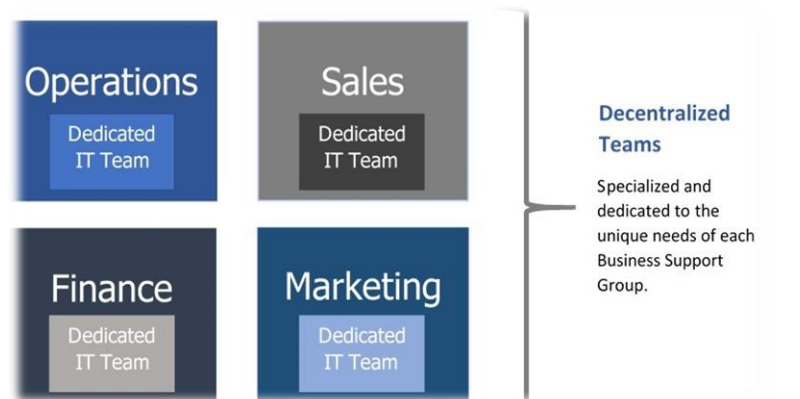 Operations
Dedicated
IT Team
Sales
Dedicated
IT Team
Finance
Dedicated
IT Team
Marketing
Dedicated
IT Team
Decentralized
Teams
Specialized and
dedicated to the
unique needs of each
Business Support
Group.